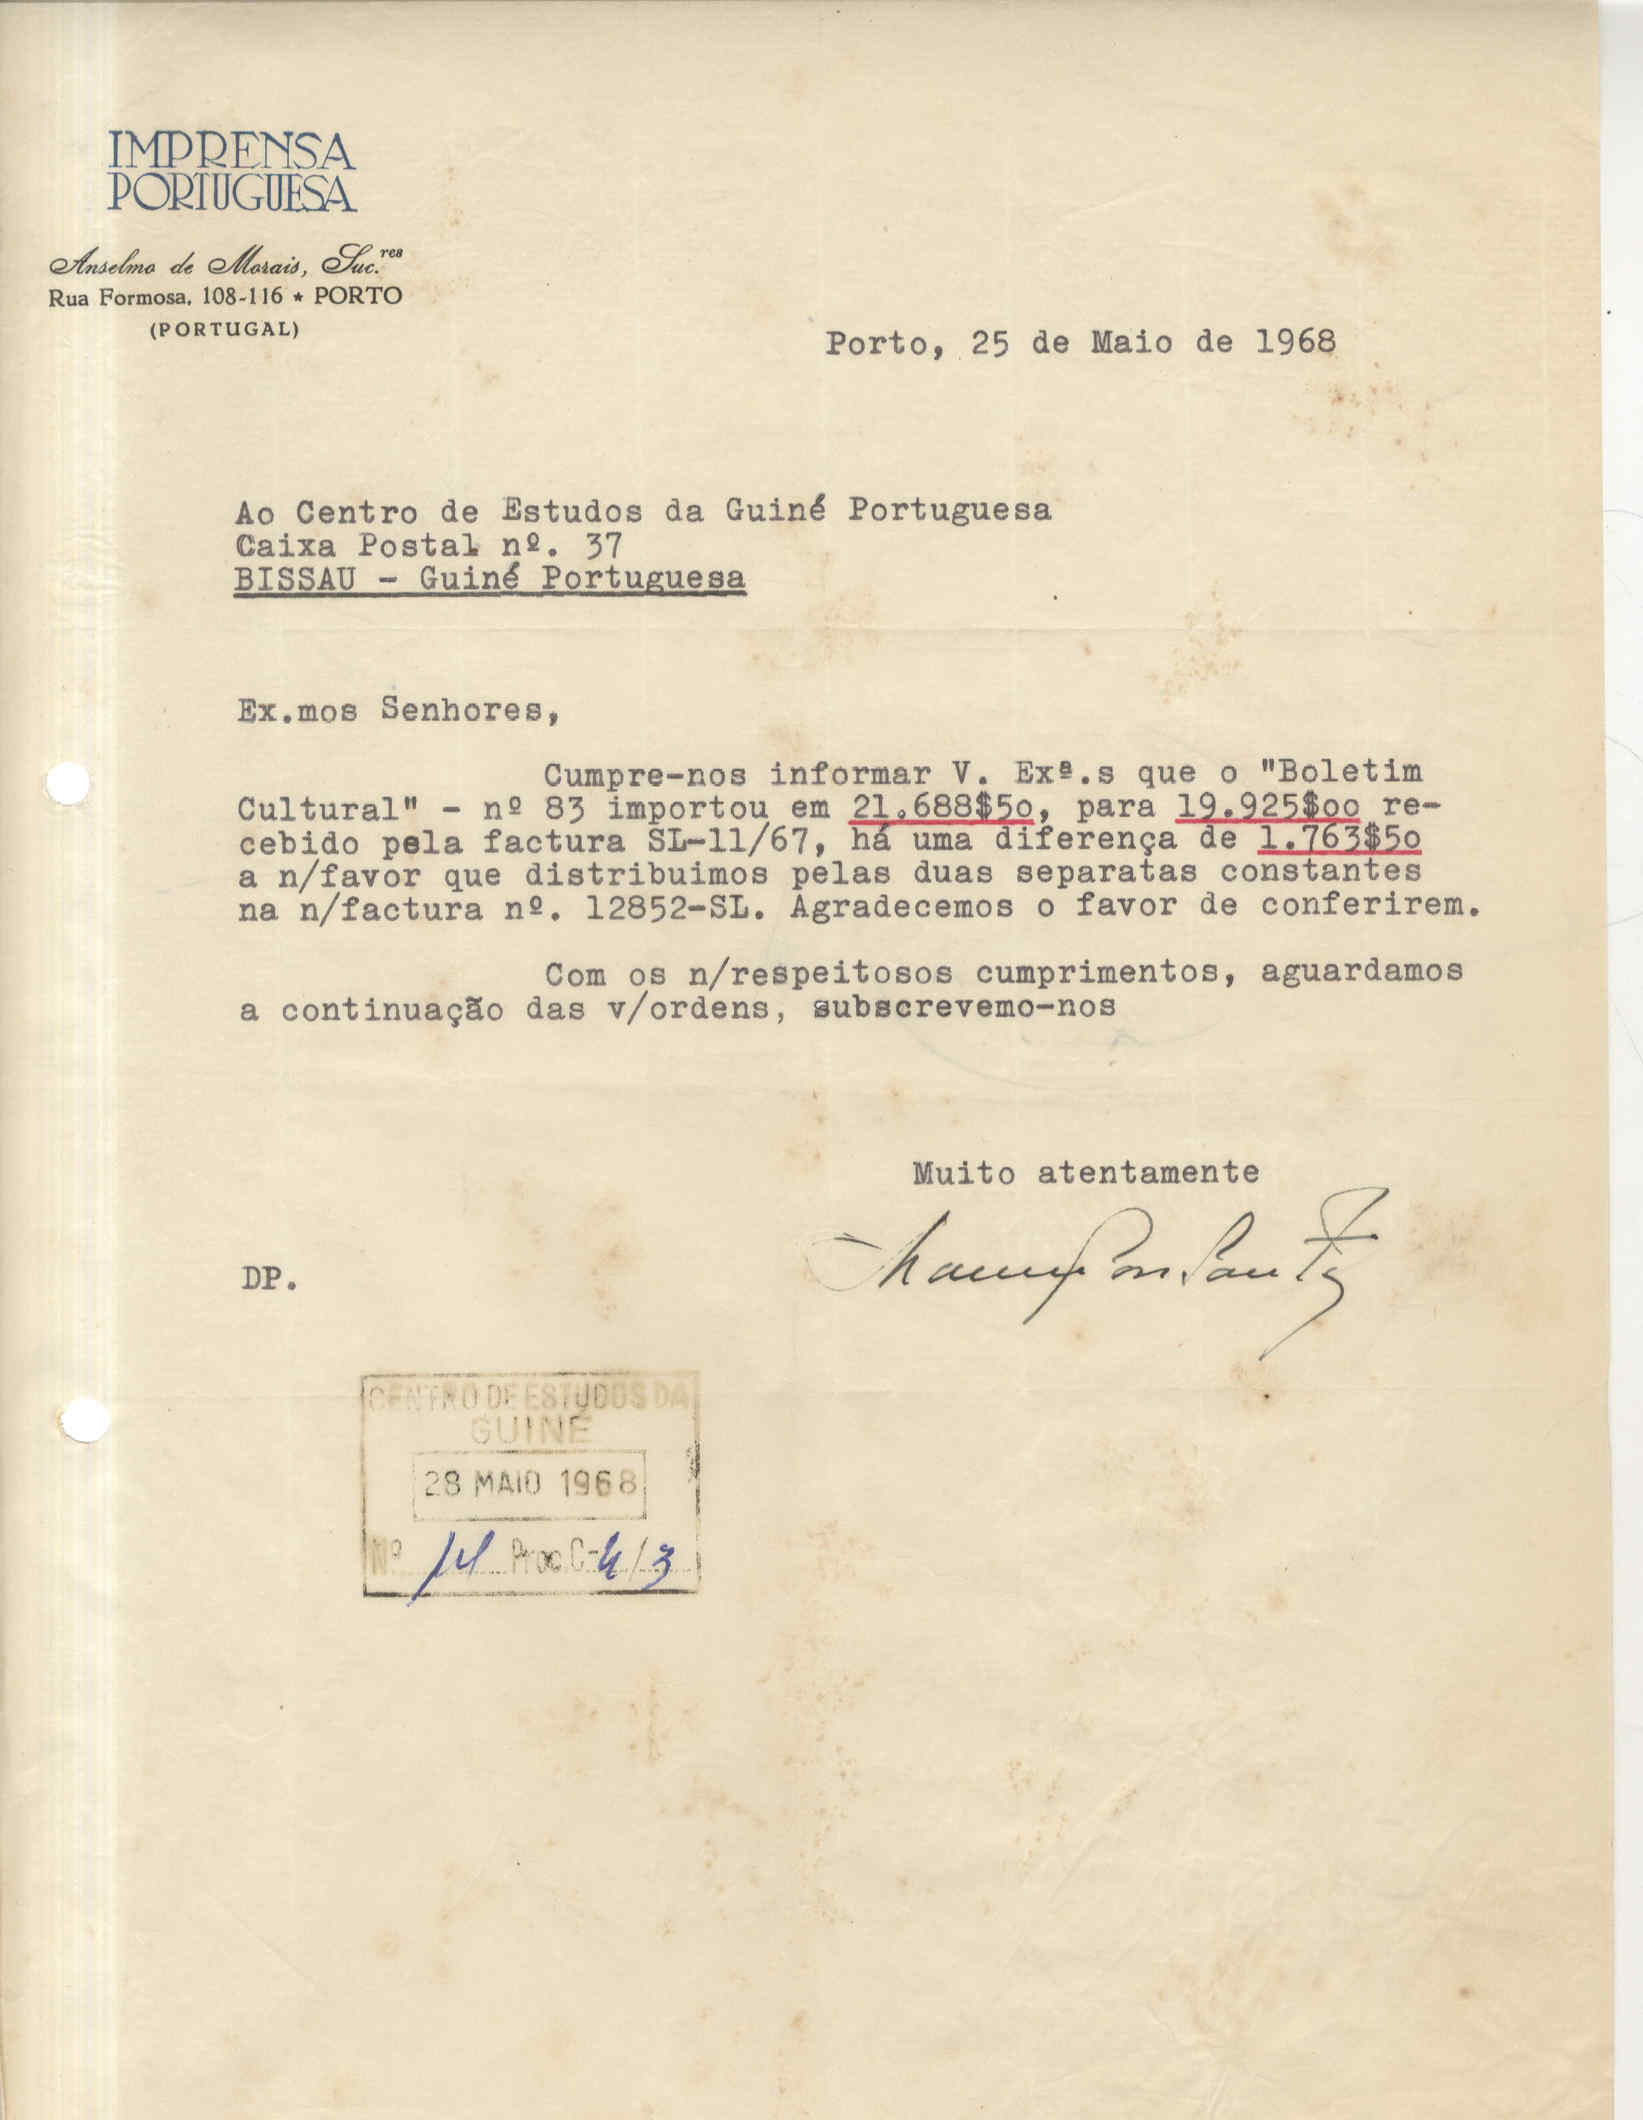 IMPRENSA
PORTUGUESA
Anselmo de Morais, Suc.res
Rua Formosa, 108-116 * PORTO
(PORTUGAL)
Porto, 25 de Maio de 1968
Ao Centro de Estudos da Guiné Portuguesa
Caixa Postal nº. 37
BISSAU - Guiné Portuguesa
Ex.mos Senhores,
Cumpre-nos informar V. Exª.s que o "Boletim
Cultural" - nº 83 importou em 21.688$50, para 19.925$oo re-
cebido pela factura SL-11/67, há uma diferença de 1.763$50
a n/favor que distribuimos pelas duas separatas constantes
na n/factura nº. 12852-SL. Agradecemos o favor de conferirem.
Com os n/respeitosos cumprimentos, aguardamos
a continuação das v/ordens, subscrevemo-nos
Muito atentamente
DP.
CENTRO DE ESTUDOS DA
GUINÉ
28 MAIO 1968
Nº Proc. C-4/3